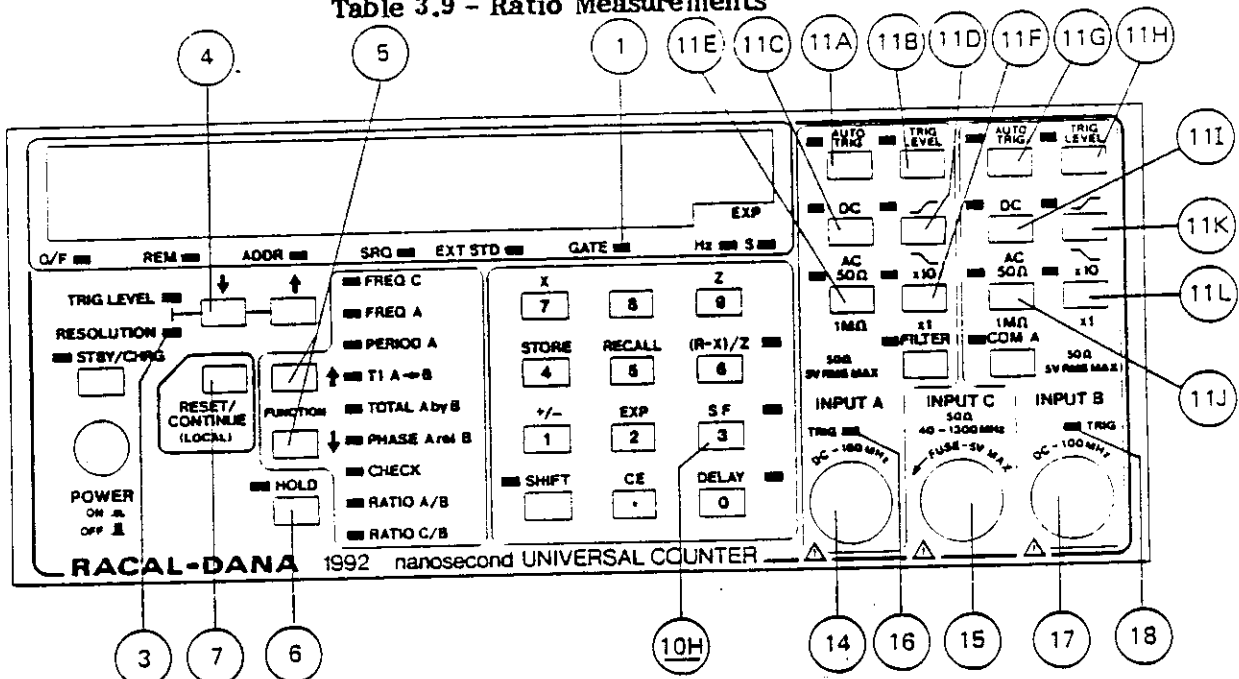 Table 3.9 - Ratio Measurements
4
5
1
11E
11C
11A
11B
11D
11F
11G
11H
AUTO TRIG
TRIG LEVEL
AUTO TRIG
TRIG LEVEL
11I
EXP
DC
DC
11K
O/F
REM
ADDR
SRQ
EXT STD
GATE
Hz
S
AC
50Ω
x10
AC
50Ω
x10
11L
TRIG LEVEL
FREQ C
X
Z
7
8
9
1MΩ
x1
1MΩ
x1
RESOLUTION
FREQ A
STBY/CHRG
PERIOD A
STORE
RECALL
(R-X)/Z
FILTER
COM A
4
5
6
50Ω
5V RMS MAX
50Ω
5V RMS MAX
11J
T1 A→B
RESET/
CONTINUE
(LOCAL)
FUNCTION
TOTAL A by B
+/-
EXP
SF
INPUT A
INPUT C
INPUT B
1
2
3
50Ω
40-1300MHz
PHASE A rel B
TRIG
TRIG
DC-160MHz
FUSE-5V MAX
DC-100MHz
CHECK
HOLD
SHIFT
CE
DELAY
POWER
ON
OFF
RATIO A/B
.
0
RATIO C/B
RACAL-DANA 1992 nanosecond UNIVERSAL COUNTER
3
7
6
10H
14
16
15
17
18